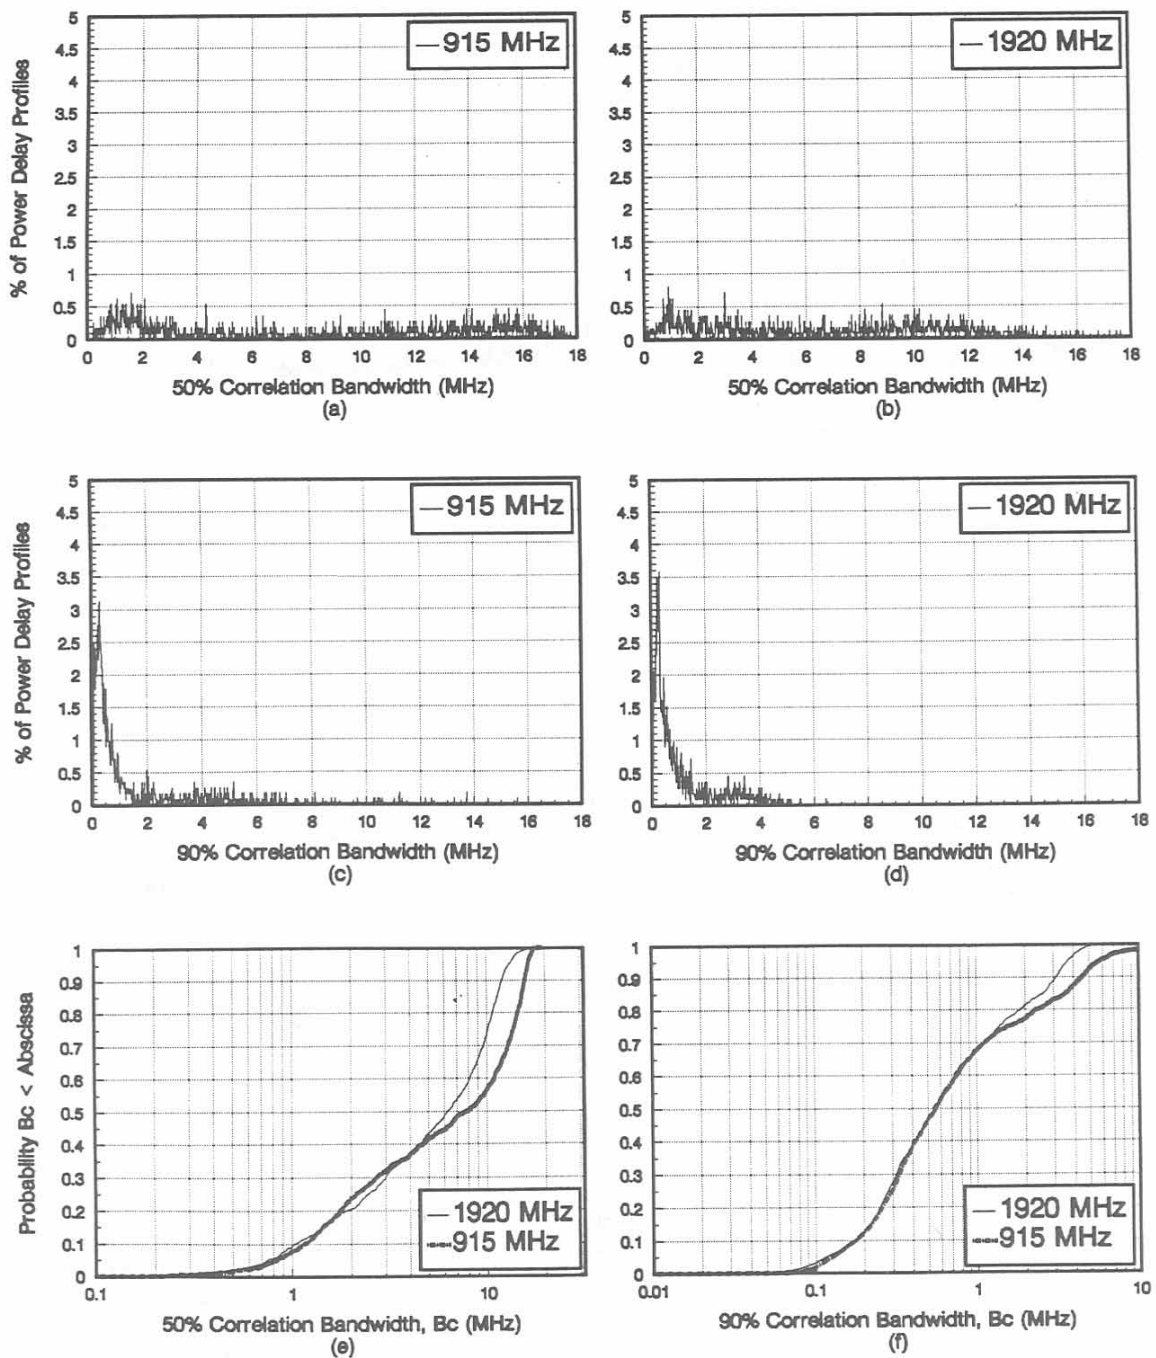 5
4.5
4
3.5
3
2.5
2
1.5
1
0.5
0
% of Power Delay Profiles
915 MHz
0 2 4 6 8 10 12 14 16 18
50% Correlation Bandwidth (MHz)
(a)
5
4.5
4
3.5
3
2.5
2
1.5
1
0.5
0
1920 MHz
0 2 4 6 8 10 12 14 16 18
50% Correlation Bandwidth (MHz)
(b)
5
4.5
4
3.5
3
2.5
2
1.5
1
0.5
0
% of Power Delay Profiles
915 MHz
0 2 4 6 8 10 12 14 16 18
90% Correlation Bandwidth (MHz)
(c)
5
4.5
4
3.5
3
2.5
2
1.5
1
0.5
0
1920 MHz
0 2 4 6 8 10 12 14 16 18
90% Correlation Bandwidth (MHz)
(d)
1
0.9
0.8
0.7
0.6
0.5
0.4
0.3
0.2
0.1
0
Probability Bc < Abscissa
1920 MHz
915 MHz
0.1 1 10
50% Correlation Bandwidth, Bc (MHz)
(e)
1
0.9
0.8
0.7
0.6
0.5
0.4
0.3
0.2
0.1
0
1920 MHz
915 MHz
0.01 0.1 1 10
90% Correlation Bandwidth, Bc (MHz)
(f)